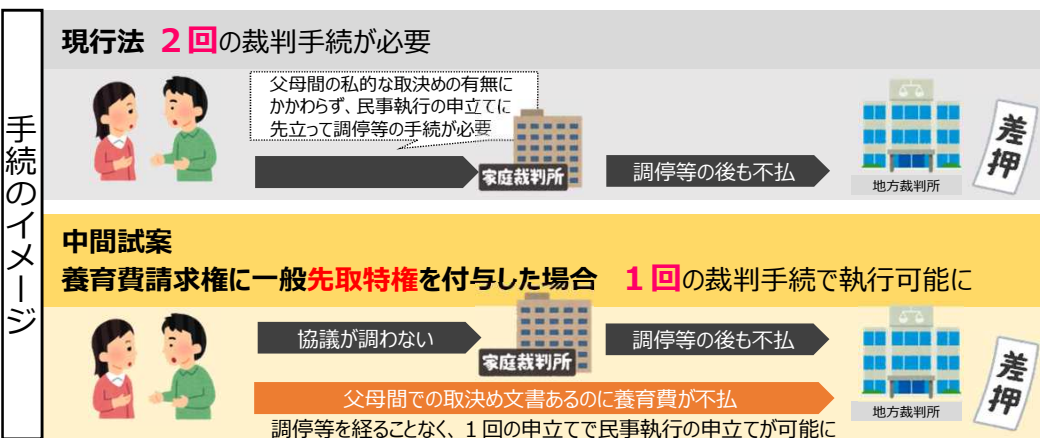 手続のイメージ
現行法 ２回の裁判手続が必要
父母間の私的な取決めの有無に
かかわらず、民事執行の申立てに
先立って調停等の手続が必要
家庭裁判所
調停等の後も不払
地方裁判所
差押
中間試案
養育費請求権に一般先取特権を付与した場合 １回の裁判手続で執行可能に
協議が調わない
家庭裁判所
調停等の後も不払
父母間での取決め文書あるのに養育費が不払
地方裁判所
差押
調停等を経ることなく、１回の申立てで民事執行の申立てが可能に